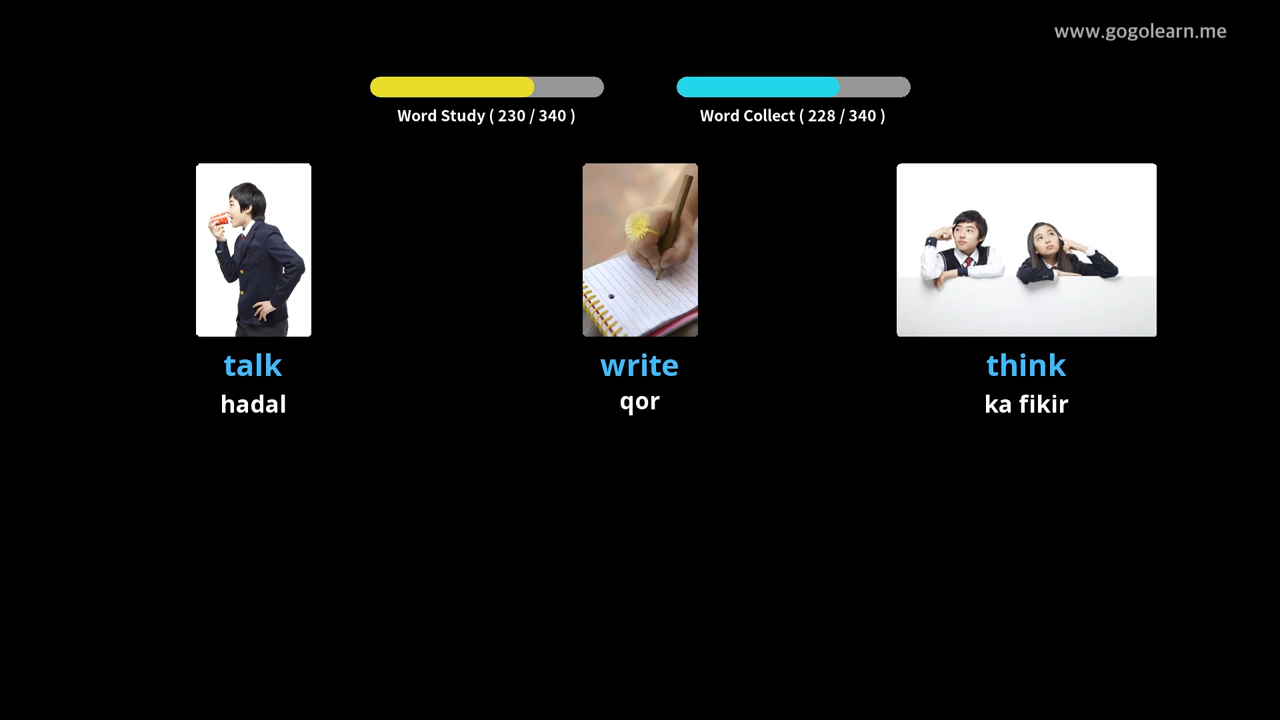 www.gogolearn.me
Word Study ( 230 / 340 )
Word Collect ( 228 / 340 )
talk
hadal
write
qor
think
ka fikir